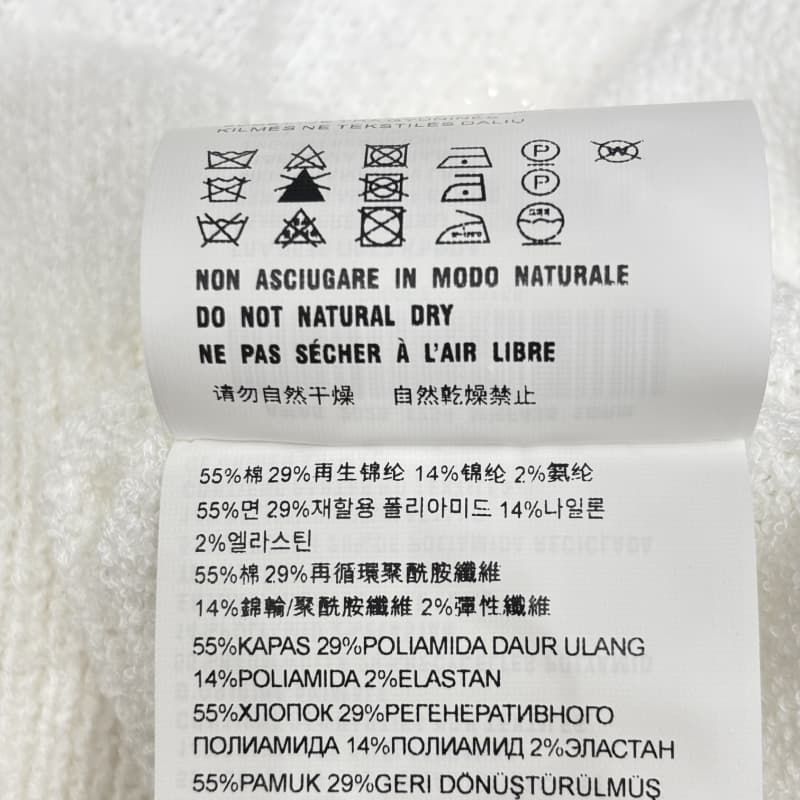 KILMĖS NE TEKSTILĖS DALIŲ
P W
P
NON ASCIUGARE IN MODO NATURALE
DO NOT NATURAL DRY
NE PAS SÉCHER À L'AIR LIBRE
请勿自然干燥 自然乾燥禁止
55%棉 29%再生锦纶 14%锦纶 2%氨纶
55%면 29%재할용 폴리아미드 14%나일론
2%엘라스틴
55%棉 29%再循環聚酰胺纖維
14%錦輪/聚酰胺纖維 2%彈性纖維
55%KAPAS 29%POLIAMIDA DAUR ULANG
14%POLIAMIDA 2%ELASTAN
55%ХЛОПОК 29%РЕГЕНЕРАТИВНОГО
ПОЛИАМИДА 14%ПОЛИАМИД 2%ЭЛАСТАН
55%PAMUK 29%GERİ DÖNÜŞTÜRÜLMÜŞ